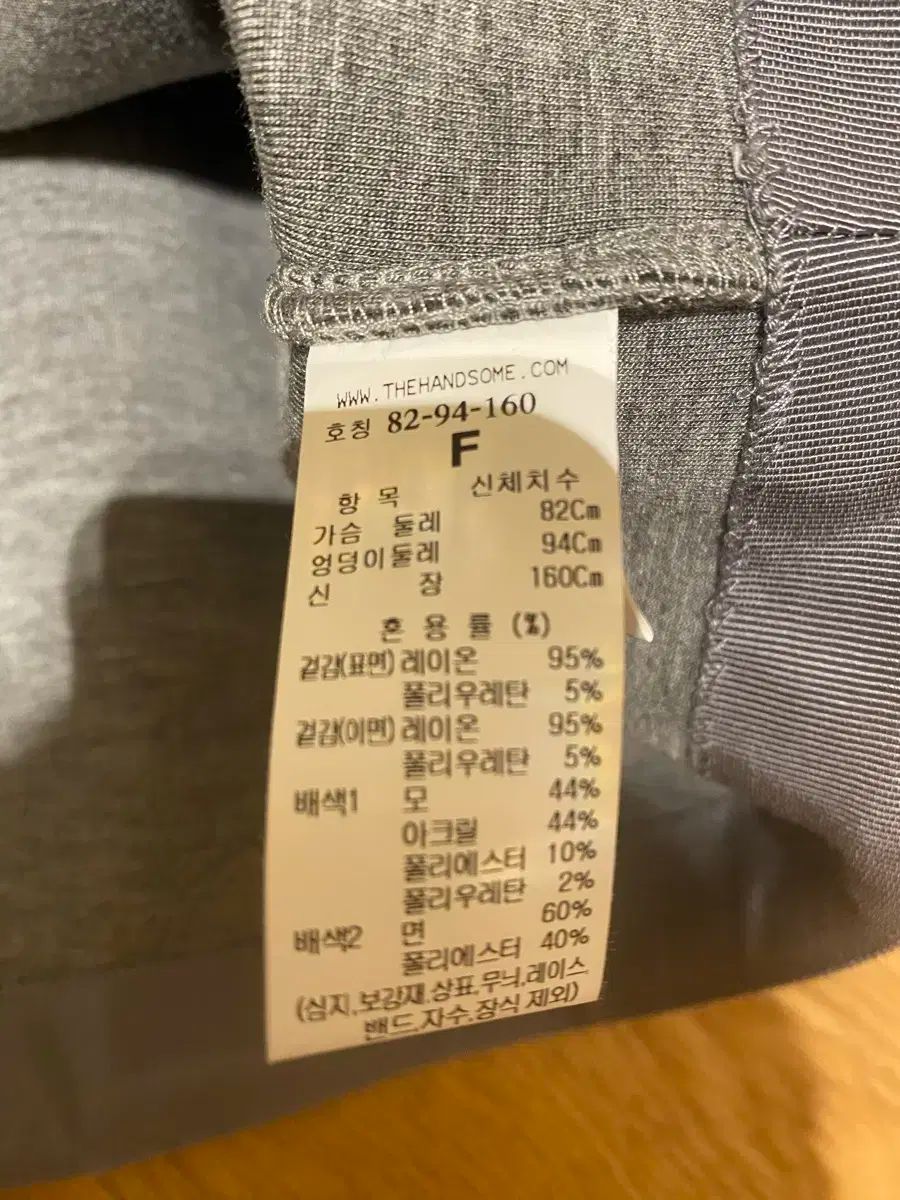 WWW.THEHANDSOME.COM
호칭 82-94-160
F
항 목 신체치수
가슴 둘레 82Cm
엉덩이둘레 94Cm
신 장 160Cm
혼 용 률 (%)
겉감(표면) 레이온 95%
폴리우레탄 5%
겉감(이면) 레이온 95%
폴리우레탄 5%
배색1 모 44%
아크릴 44%
폴리에스터 10%
폴리우레탄 2%
배색2 면 60%
폴리에스터 40%
(심지,보강재,상표,무늬,레이스
밴드,자수,장식 제외)